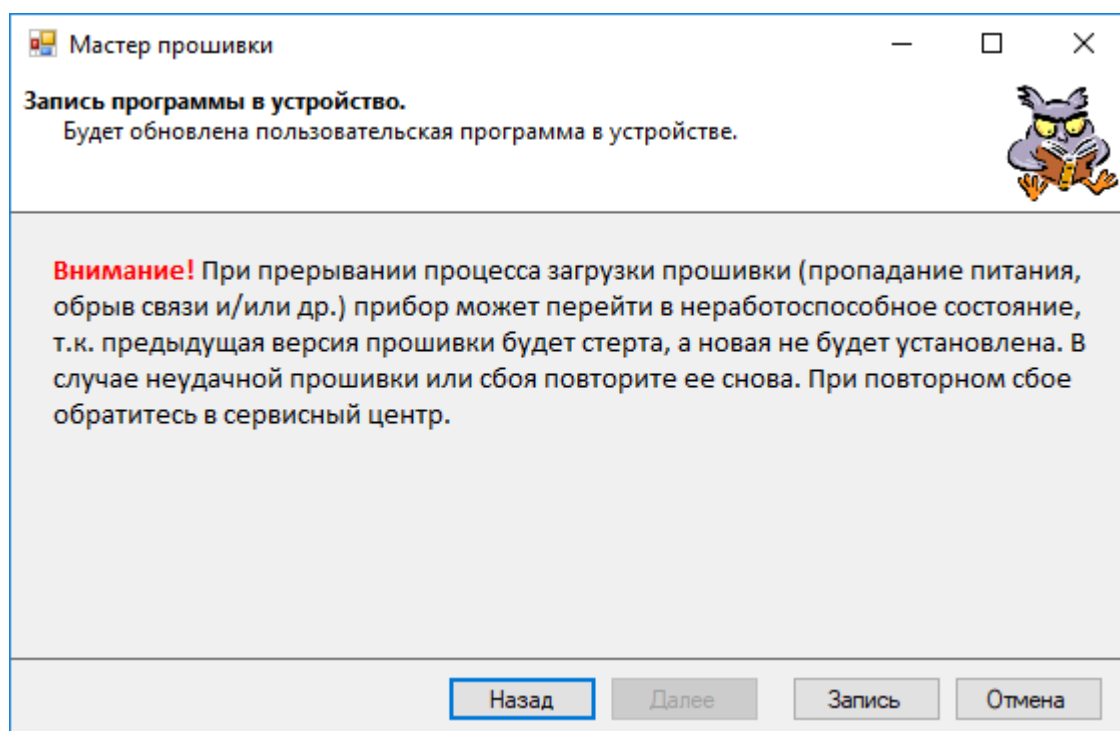 Мастер прошивки
Запись программы в устройство.
Будет обновлена пользовательская программа в устройстве.
Внимание! При прерывании процесса загрузки прошивки (пропадание питания,
обрыв связи и/или др.) прибор может перейти в неработоспособное состояние,
т.к. предыдущая версия прошивки будет стерта, а новая не будет установлена. В
случае неудачной прошивки или сбоя повторите ее снова. При повторном сбое
обратитесь в сервисный центр.
Назад Далее Запись Отмена